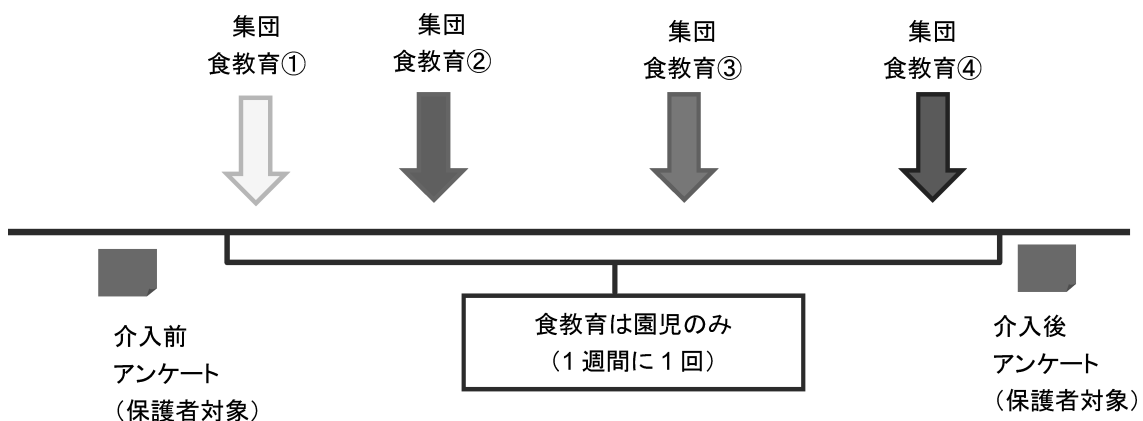 集団
食教育①
集団
食教育②
集団
食教育③
集団
食教育④
食教育は園児のみ
（1週間に1回）
介入前
アンケート
（保護者対象）
介入後
アンケート
（保護者対象）